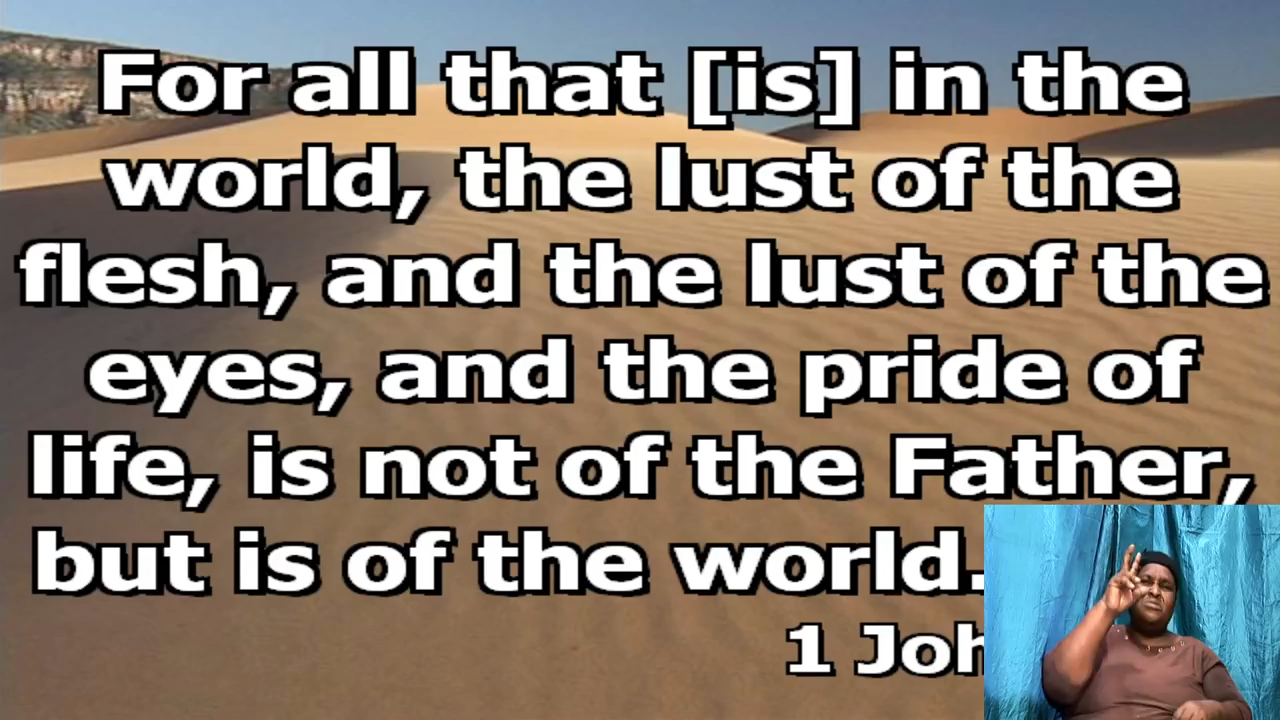 For all that [is] in the
world, the lust of the
flesh, and the lust of the
eyes, and the pride of
life, is not of the Father,
but is of the world.
1 Joh